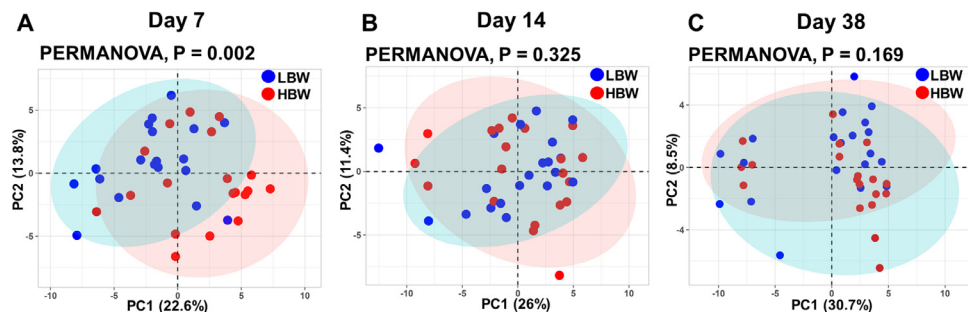 A Day 7
PERMANOVA, P = 0.002
LBW
HBW
PC2 (13.8%)
5
0
-5
-10 -5 0 5 10
PC1 (22.6%)
B Day 14
PERMANOVA, P = 0.325
LBW
HBW
PC2 (11.4%)
5
0
-5
-10 -5 0 5 10
PC1 (26%)
C Day 38
PERMANOVA, P = 0.169
LBW
HBW
PC2 (8.5%)
4
0
-4
-10 -5 0 5 10
PC1 (30.7%)